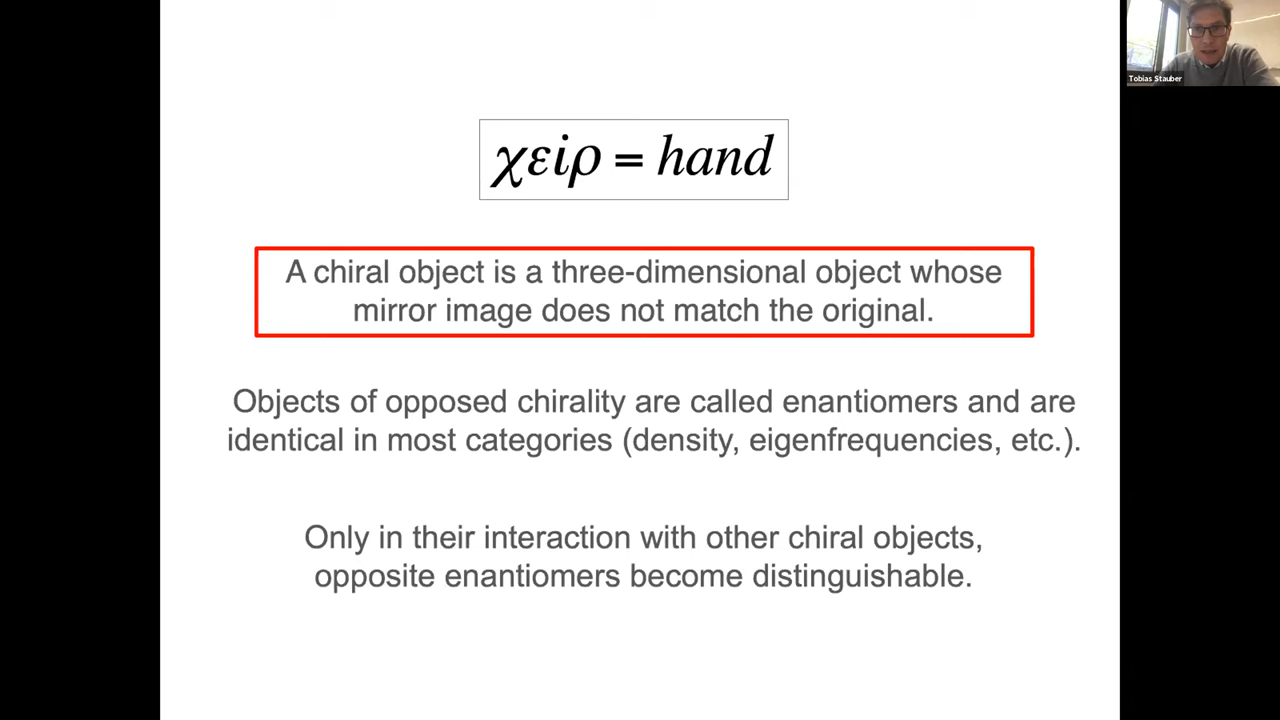 χείρ = hand
A chiral object is a three-dimensional object whose
mirror image does not match the original.
Objects of opposed chirality are called enantiomers and are
identical in most categories (density, eigenfrequencies, etc.).
Only in their interaction with other chiral objects,
opposite enantiomers become distinguishable.
Tobias Stauber